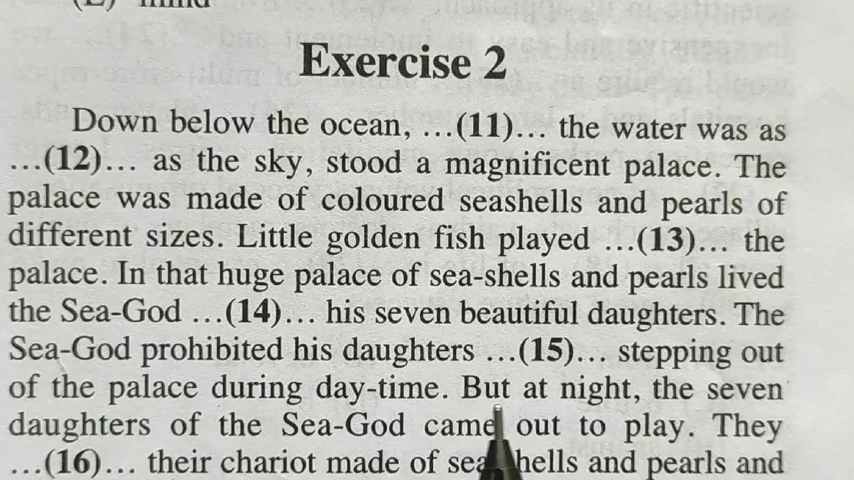 Exercise 2
Down below the ocean, ...(11)... the water was as
...(12)... as the sky, stood a magnificent palace. The
palace was made of coloured seashells and pearls of
different sizes. Little golden fish played ...(13)... the
palace. In that huge palace of sea-shells and pearls lived
the Sea-God ...(14)... his seven beautiful daughters. The
Sea-God prohibited his daughters ...(15)... stepping out
of the palace during day-time. But at night, the seven
daughters of the Sea-God came out to play. They
...(16)... their chariot made of sea hells and pearls and